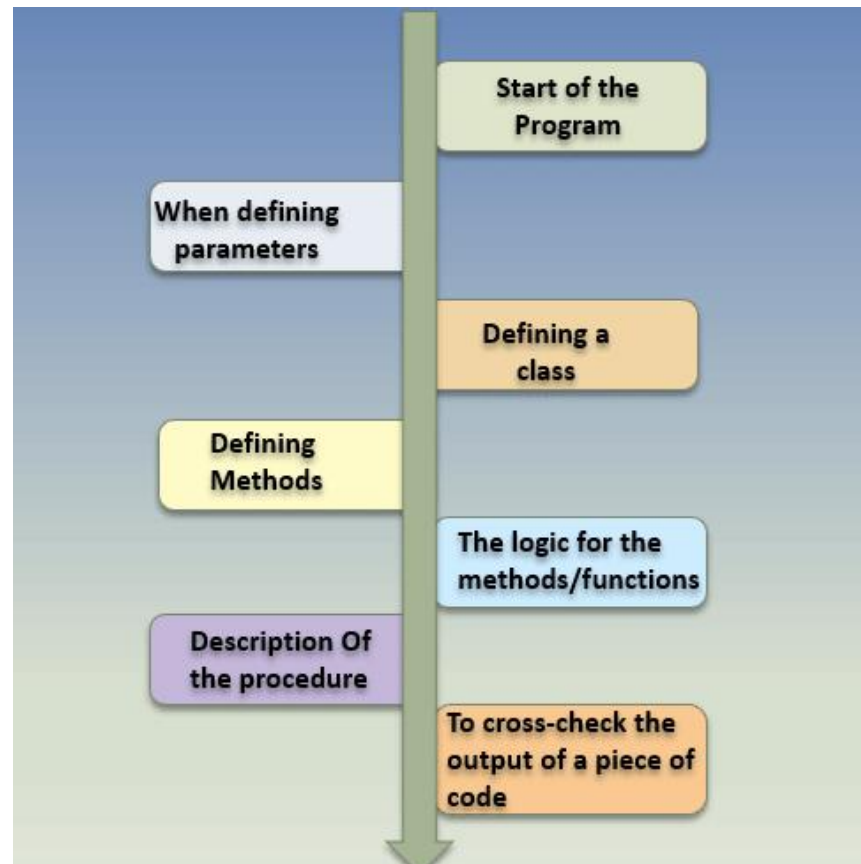 Start of the
Program
When defining
parameters
Defining a
class
Defining
Methods
The logic for the
methods/functions
Description Of
the procedure
To cross-check the
output of a piece of
code